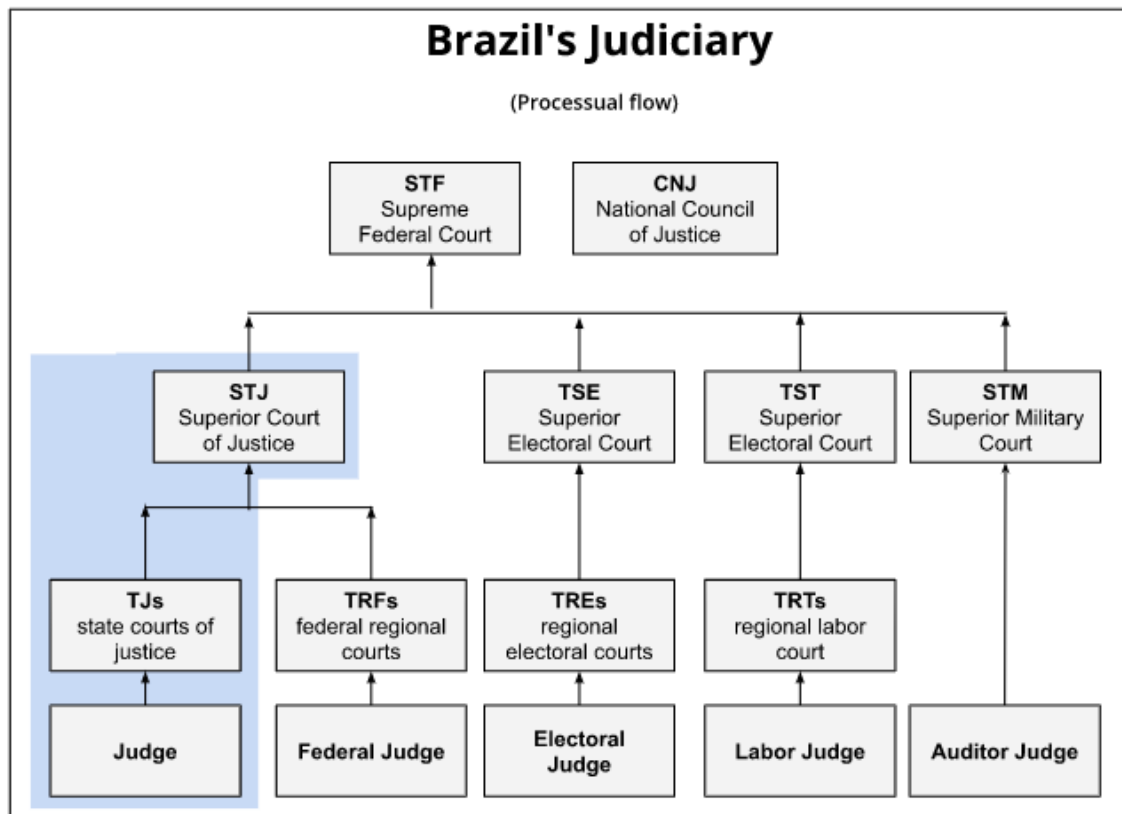 Brazil's Judiciary
(Processual flow)
STF
Supreme
Federal Court
CNJ
National Council
of Justice
STJ
Superior Court
of Justice
TSE
Superior
Electoral Court
TST
Superior
Electoral Court
STM
Superior Military
Court
TJs
state courts of
justice
TRFs
federal regional
courts
TREs
regional
electoral courts
TRTs
regional labor
court
Judge
Federal Judge
Electoral
Judge
Labor Judge
Auditor Judge